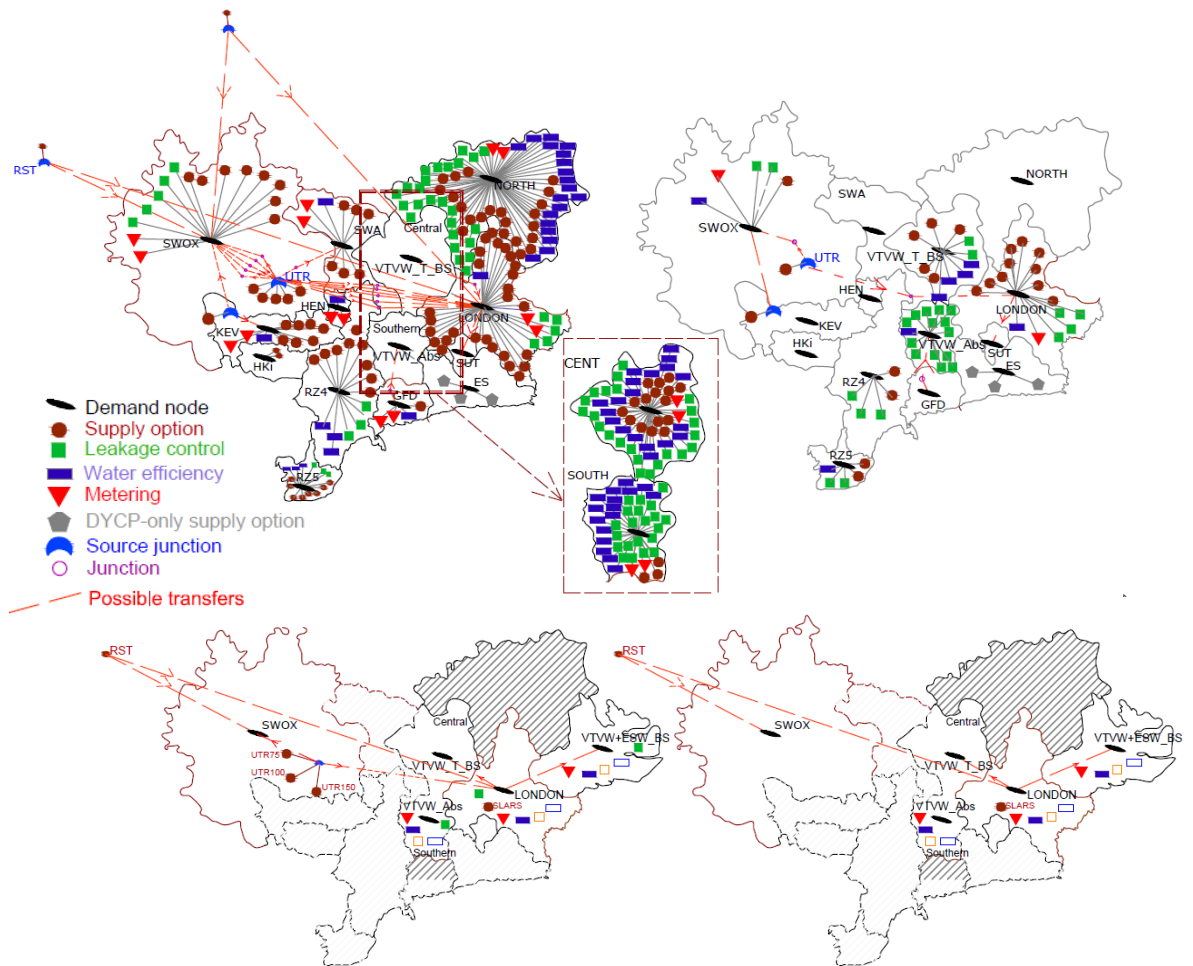 RST
SWOX
UTR
SWA
Central
NORTH
VTVW_T_BS
HEN
LONDON
Southern
KEV
HKi
VTVW_Abs
SUT
RZ4
ES
GFD
RZ5
CENT
SOUTH
Demand node
Supply option
Leakage control
Water efficiency
Metering
DYCP-only supply option
Source junction
Junction
Possible transfers
NORTH
SWA
SWOX
VTVW_T_BS
UTR
HEN
LONDON
KEV
VTVW_Abs
HKi
SUT
RZ4
ES
GFD
RZ5
RST
SWOX
Central
VTVW+ESW_BS
UTR75
VTVW_T_BS
UTR100
UTR150
LONDON
VTVW_Abs
SLARS
Southern
RST
SWOX
Central
VTVW+ESW_BS
VTVW_T_BS
LONDON
VTVW_Abs
SLARS
Southern